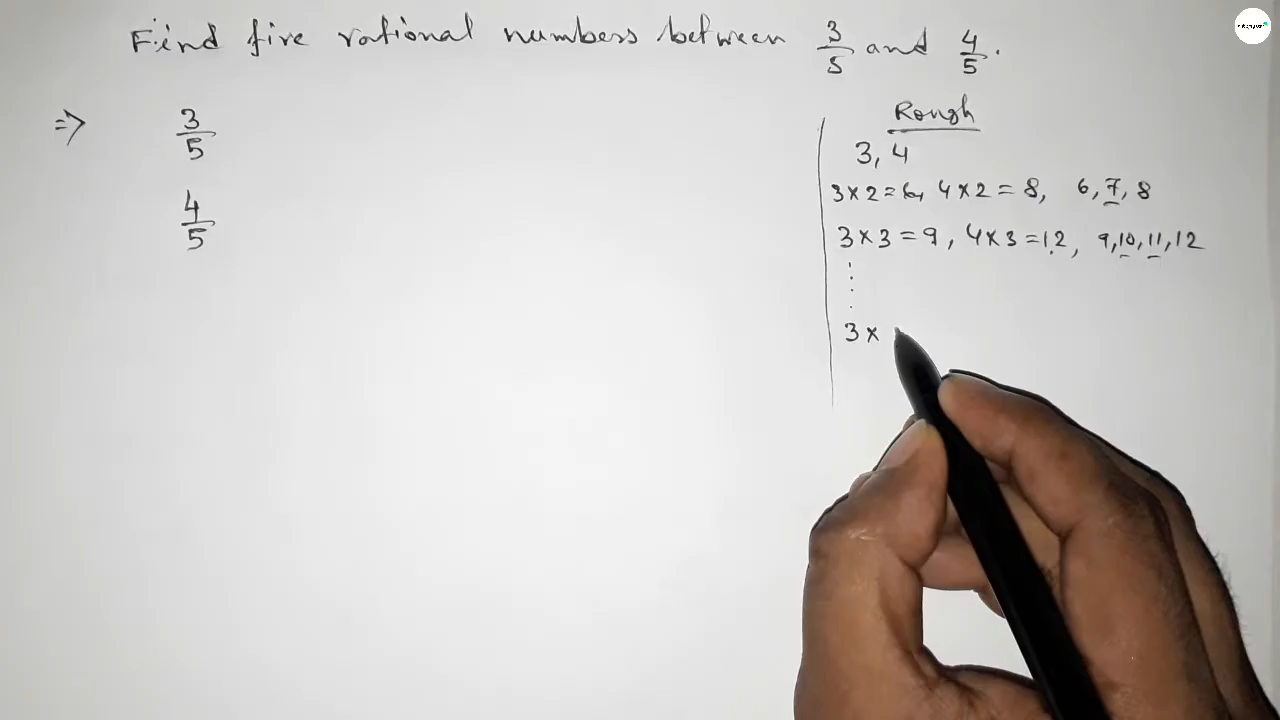 Find five rational numbers between 3/5 and 4/5.
⇒ 3/5
4/5
Rough
3, 4
3×2=6, 4×2=8, 6,7,8
3×3=9, 4×3=12, 9,10,11,12
⋮
3×